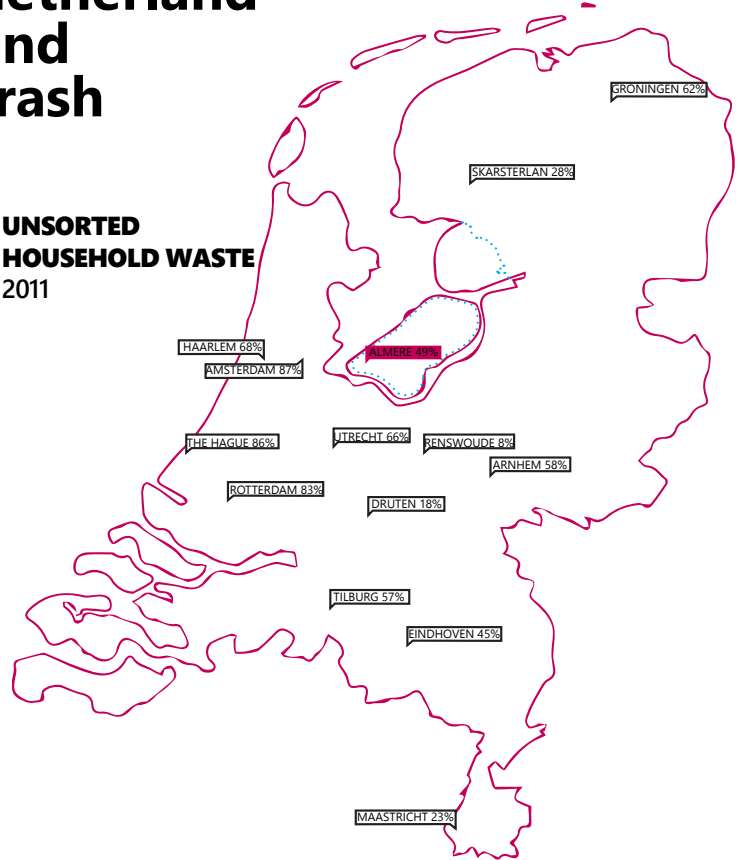 etherland
nd
rash
GRONINGEN 62%
SKARSTERLAN 28%
UNSORTED
HOUSEHOLD WASTE
2011
HAARLEM 68%
ALMERE 49%
AMSTERDAM 87%
UTRECHT 66%
THE HAGUE 86%
RENSWOUDE 8%
ARNHEM 58%
ROTTERDAM 83%
DRUTEN 18%
TILBURG 57%
EINDHOVEN 45%
MAASTRICHT 23%